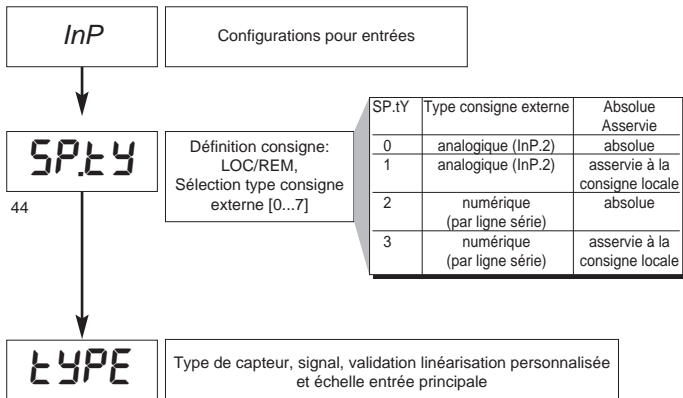 InP
Configurations pour entrées
SP.tY
44
Définition consigne:
LOC/REM,
Sélection type consigne
externe [0...7]
SP.tY Type consigne externe Absolue
Asservie
0 analogique (InP.2) absolue
1 analogique (InP.2) asservie à la
consigne locale
2 numérique absolue
(par ligne série)
3 numérique asservie à la
(par ligne série) consigne locale
tYPE
Type de capteur, signal, validation linéarisation personnalisée
et échelle entrée principale